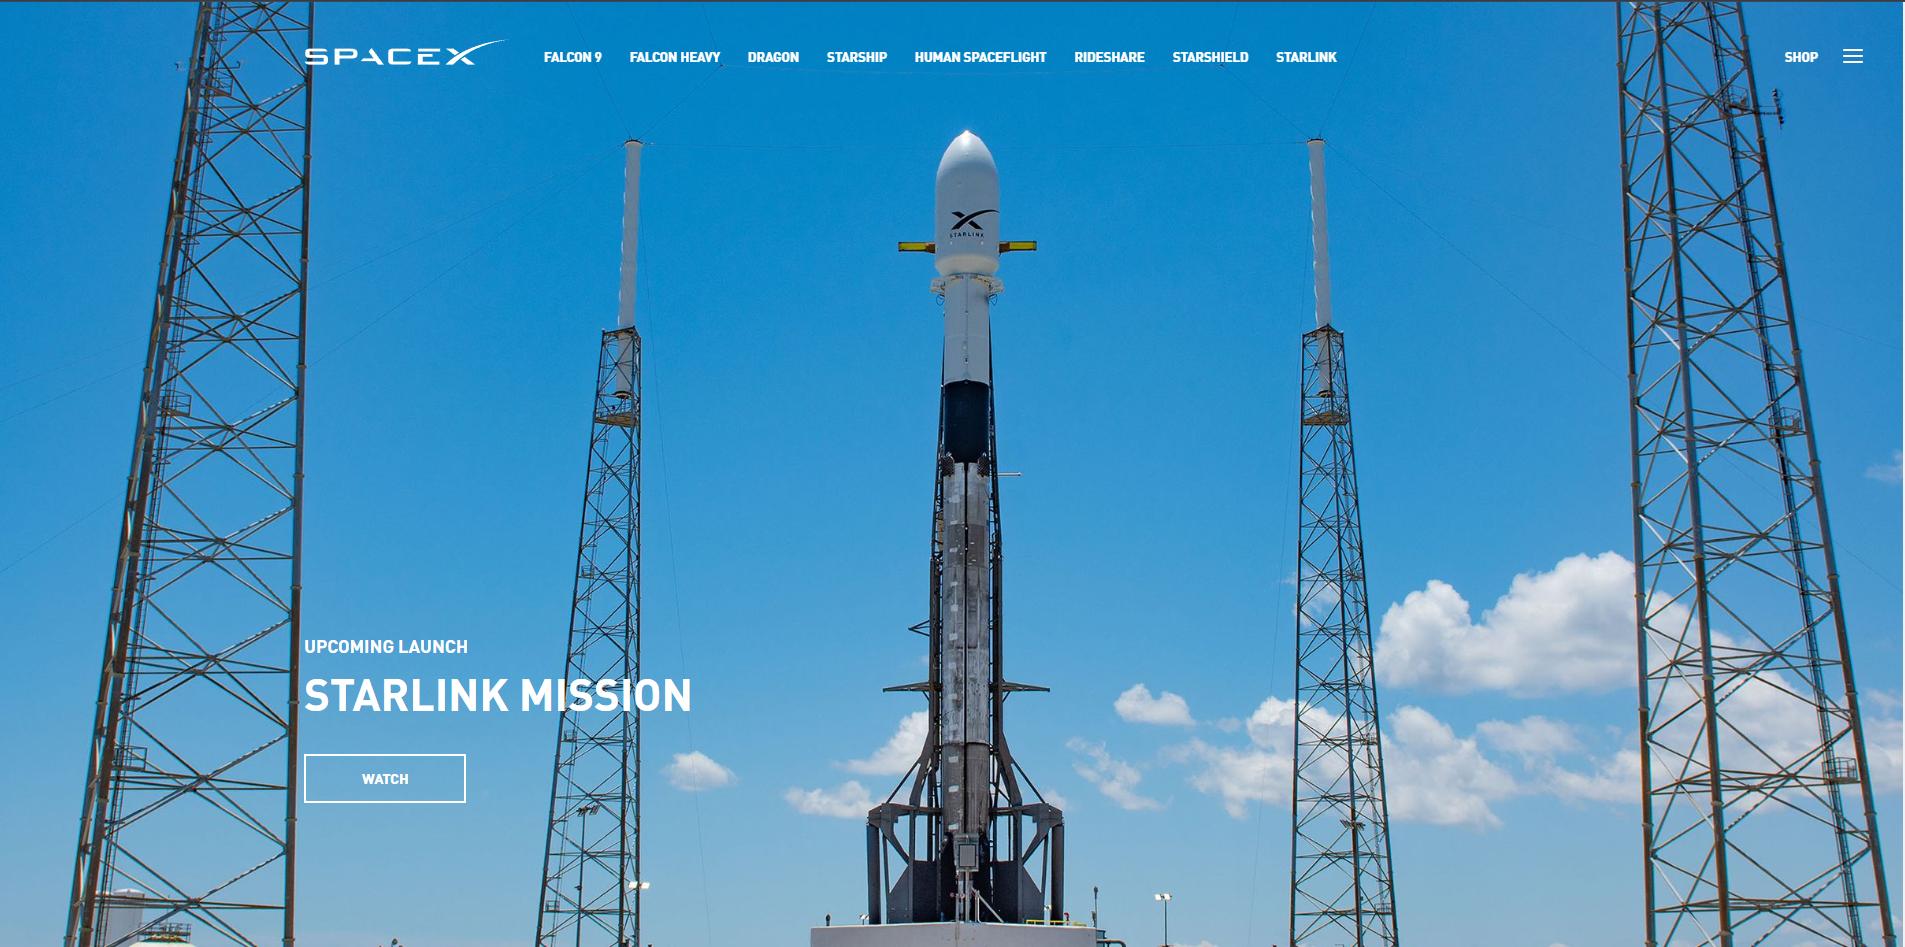 SPACEX
FALCON 9 FALCON HEAVY DRAGON STARSHIP HUMAN SPACEFLIGHT RIDESHARE STARSHIELD STARLINK SHOP
X
STARLINK
UPCOMING LAUNCH
STARLINK MISSION
WATCH